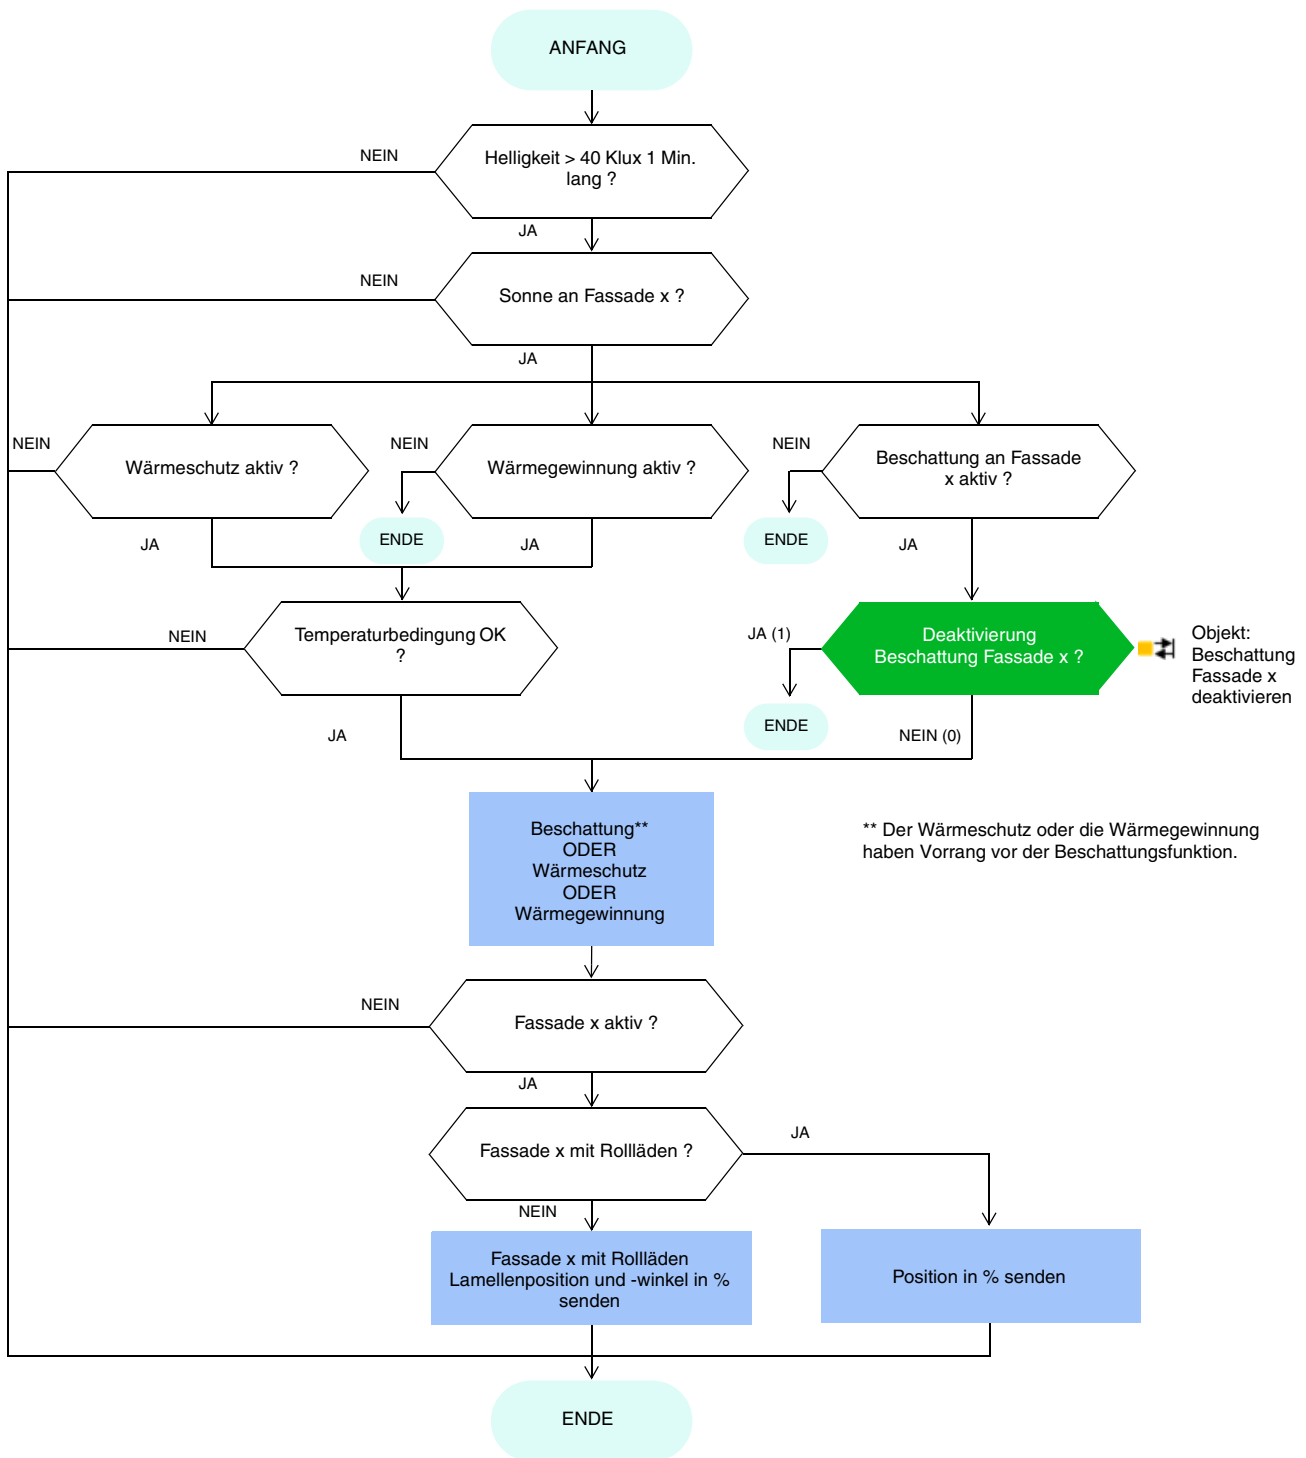 ANFANG
NEIN
Helligkeit > 40 Klux 1 Min.
lang ?
JA
NEIN
Sonne an Fassade x ?
JA
NEIN
Wärmeschutz aktiv ?
NEIN
Wärmegewinnung aktiv ?
NEIN
Beschattung an Fassade
x aktiv ?
JA
ENDE
JA
ENDE
JA
NEIN
Temperaturbedingung OK
?
JA (1)
Deaktivierung
Beschattung Fassade x ?
Objekt:
Beschattung
Fassade x
deaktivieren
JA
ENDE
NEIN (0)
Beschattung**
ODER
Wärmeschutz
ODER
Wärmegewinnung
** Der Wärmeschutz oder die Wärmegewinnung
haben Vorrang vor der Beschattungsfunktion.
NEIN
Fassade x aktiv ?
JA
Fassade x mit Rollläden ?
JA
NEIN
Fassade x mit Rollläden
Lamellenposition und -winkel in %
senden
Position in % senden
ENDE